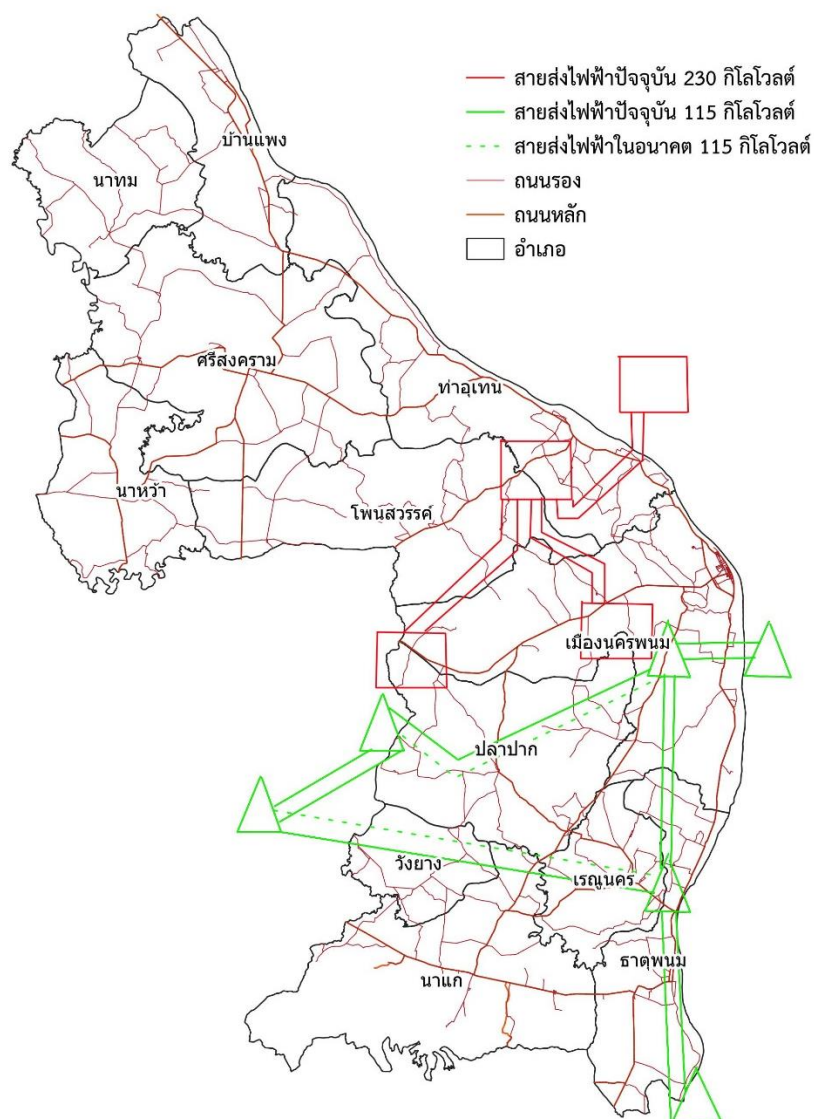 สายส่งไฟฟ้าปัจจุบัน 230 กิโลโวลต์
สายส่งไฟฟ้าปัจจุบัน 115 กิโลโวลต์
สายส่งไฟฟ้าในอนาคต 115 กิโลโวลต์
ถนนรอง
ถนนหลัก
อำเภอ
บ้านแพง
นาทม
ศรีสงคราม
ท่าอุเทน
นาหว้า
โพนสวรรค์
เมืองนครพนม
ปลาปาก
วังยาง
เรณูนคร
ธาตุพนม
นาแก